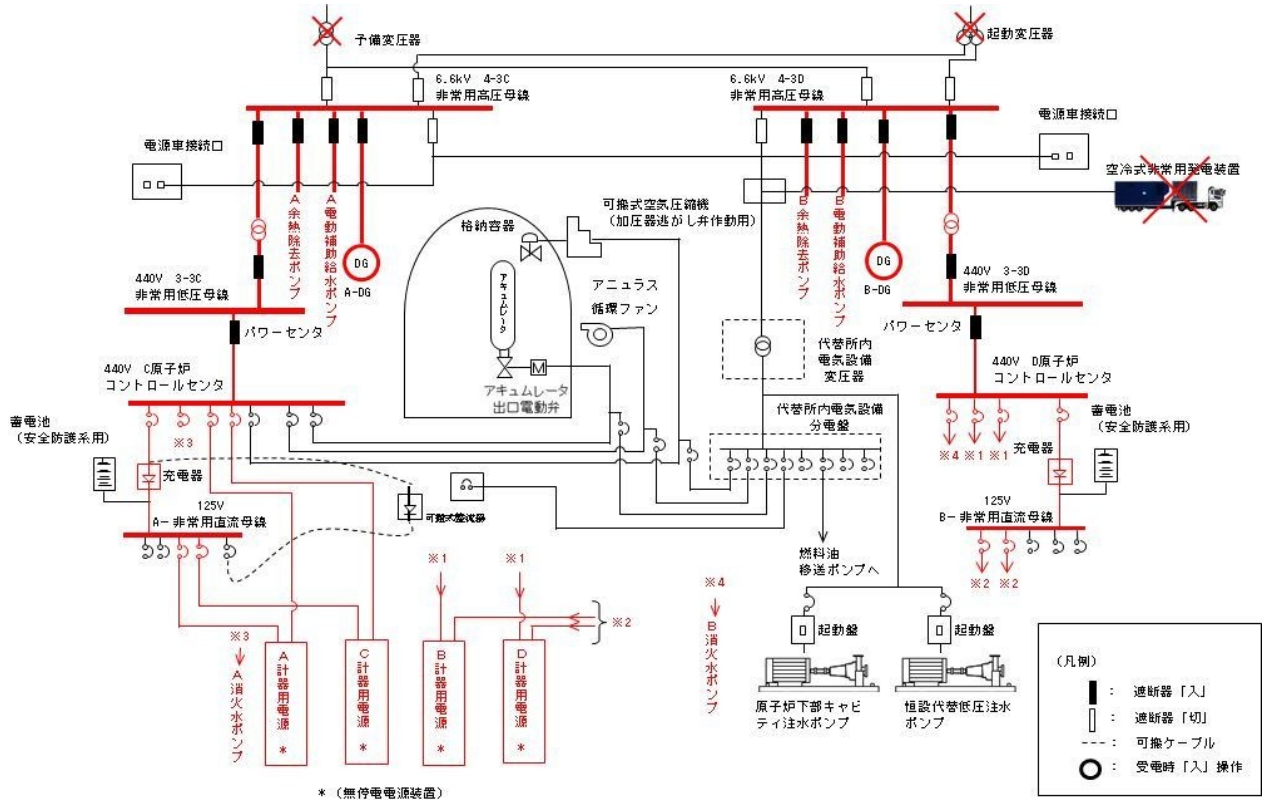 予備変圧器
起動変圧器
6.6kV 4-3C
非常用高圧母線
6.6kV 4-3D
非常用高圧母線
電源車接続口
電源車接続口
空冷式非常用発電装置
A余熱除去ポンプ
A電動補助給水ポンプ
DG
A-DG
格納容器
可搬式空気圧縮機
（加圧器逃がし弁作動用）
B余熱除去ポンプ
B電動補助給水ポンプ
DG
B-DG
440V 3-3C
非常用低圧母線
440V 3-3D
非常用低圧母線
アキュムレータ
アニュラス
循環ファン
パワーセンタ
パワーセンタ
代替所内
電気設備
変圧器
M
アキュムレータ
出口電動弁
440V C原子炉
コントロールセンタ
440V D原子炉
コントロールセンタ
代替所内電気設備
分電盤
蓄電池
（安全防護系用）
※3
充電器
蓄電池
（安全防護系用）
※4 ※1 ※1
充電器
可搬式整流器
125V
A-非常用直流母線
125V
B-非常用直流母線
※2 ※2
燃料油
移送ポンプへ
※1
※1
※2
※3
A消火水ポンプ
A計器用電源 *
C計器用電源 *
B計器用電源 *
D計器用電源 *
※4
B消火水ポンプ
起動盤
起動盤
原子炉下部キャビ
ティ注水ポンプ
恒設代替低圧注水
ポンプ
* （無停電電源装置）
（凡例）
： 遮断器「入」
： 遮断器「切」
： 可搬ケーブル
： 受電時「入」操作